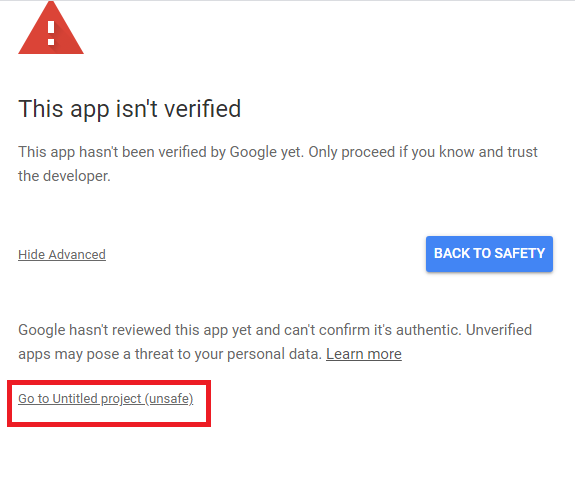 This app isn't verified
This app hasn't been verified by Google yet. Only proceed if you know and trust
the developer.
Hide Advanced
BACK TO SAFETY
Google hasn't reviewed this app yet and can't confirm it's authentic. Unverified
apps may pose a threat to your personal data. Learn more
Go to Untitled project (unsafe)